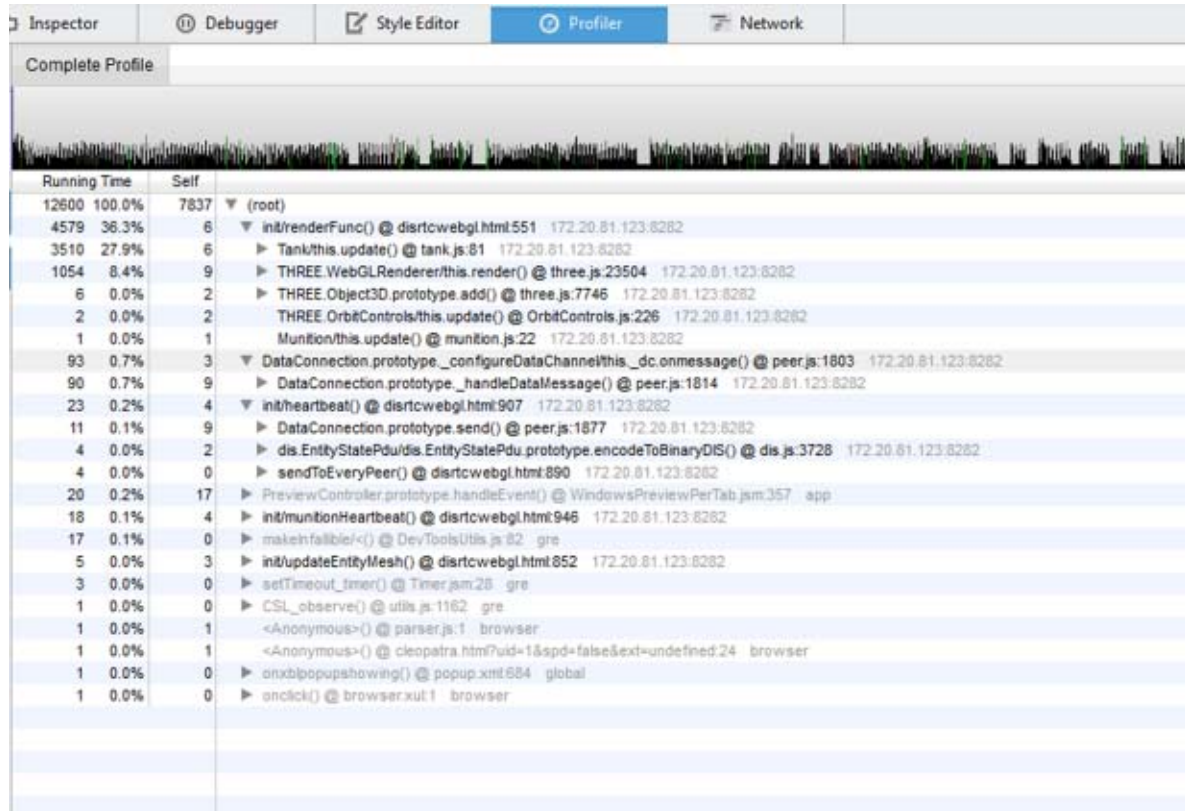 Inspector Debugger Style Editor Profiler Network
Complete Profile
Running Time Self
12600 100.0% 7837 (root)
4579 36.3% 6 init/renderFunc() @ disrtcwebgl.html:551 172.20.81.123:8282
3510 27.9% 6 Tank/this.update() @ tank.js:81 172.20.81.123:8282
1054 8.4% 9 THREE.WebGLRenderer/this.render() @ three.js:23504 172.20.81.123:8282
6 0.0% 2 THREE.Object3D.prototype.add() @ three.js:7746 172.20.81.123:8282
2 0.0% 2 THREE.OrbitControls/this.update() @ OrbitControls.js:226 172.20.81.123:8282
1 0.0% 1 Munition/this.update() @ munition.js:22 172.20.81.123:8282
93 0.7% 3 DataConnection.prototype._configureDataChannel/this._dc.onmessage() @ peer.js:1803 172.20.81.123:8282
90 0.7% 9 DataConnection.prototype._handleDataMessage() @ peer.js:1814 172.20.81.123:8282
23 0.2% 4 init/heartbeat() @ disrtcwebgl.html:907 172.20.81.123:8282
11 0.1% 9 DataConnection.prototype.send() @ peer.js:1877 172.20.81.123:8282
4 0.0% 2 dis.EntityStatePdu/dis.EntityStatePdu.prototype.encodeToBinaryDIS() @ dis.js:3728 172.20.81.123:8282
4 0.0% 0 sendToEveryPeer() @ disrtcwebgl.html:890 172.20.81.123:8282
20 0.2% 17 PreviewController.prototype.handleEvent() @ WindowsPreviewPerTab.jsm:357 app
18 0.1% 4 init/munitionHeartbeat() @ disrtcwebgl.html:946 172.20.81.123:8282
17 0.1% 0 makeInfallible/<() @ DevToolsUtils.js:82 gre
5 0.0% 3 init/updateEntityMesh() @ disrtcwebgl.html:852 172.20.81.123:8282
3 0.0% 0 setTimeout_timer() @ Timer.jsm:28 gre
1 0.0% 0 CSL_observe() @ utils.js:1162 gre
1 0.0% 1 <Anonymous>() @ parser.js:1 browser
1 0.0% 1 <Anonymous>() @ cleopatra.html?uid=1&spd=false&ext=undefined:24 browser
1 0.0% 0 onxblpopupshowing() @ popup.xml:684 global
1 0.0% 0 onclick() @ browser.xul:1 browser